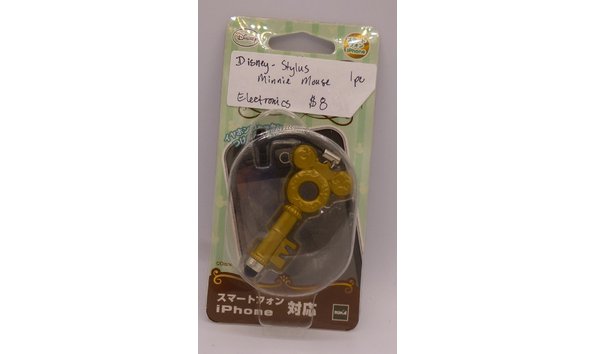 Disney
iPhone
Disney - Stylus
Minnie Mouse 1pc
Electronics $8
©Disney
スマートフォン
iPhone 対応